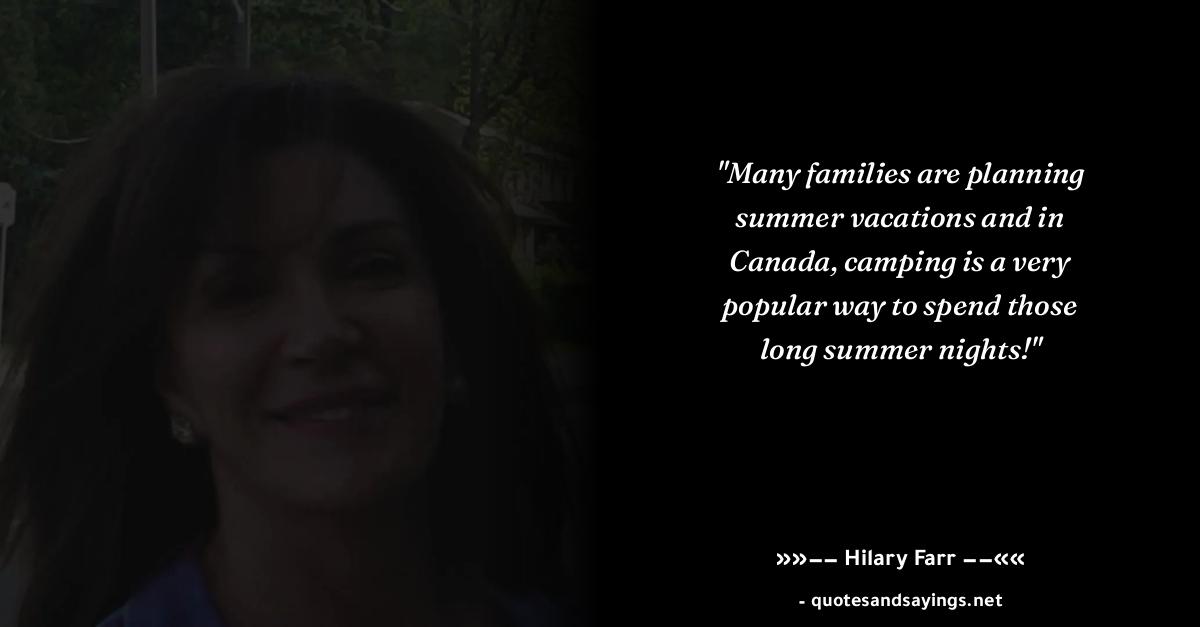 "Many families are planning
summer vacations and in
Canada, camping is a very
popular way to spend those
long summer nights!"
»»−− Hilary Farr −−««
- quotesandsayings.net